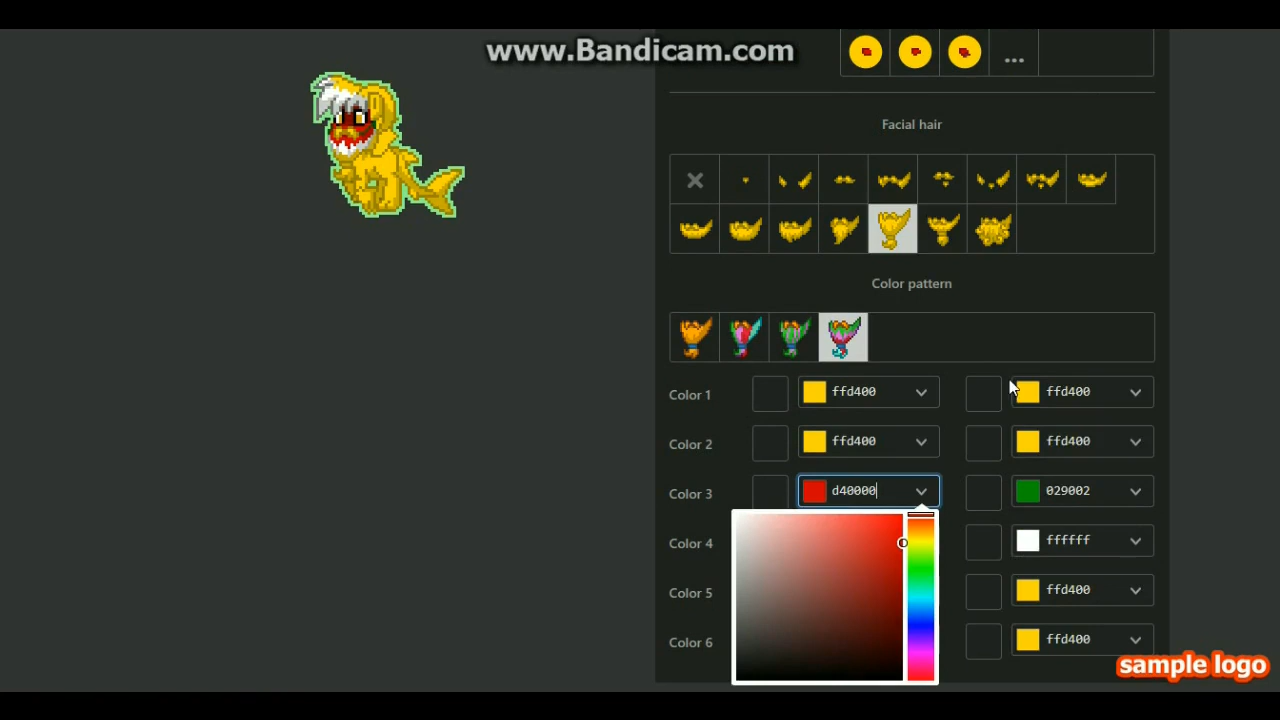 www.Bandicam.com
...
Facial hair
Color pattern
Color 1 ffd400 ffd400
Color 2 ffd400 ffd400
Color 3 d40000 029002
Color 4 ffffff
Color 5 ffd400
Color 6 ffd400
sample logo